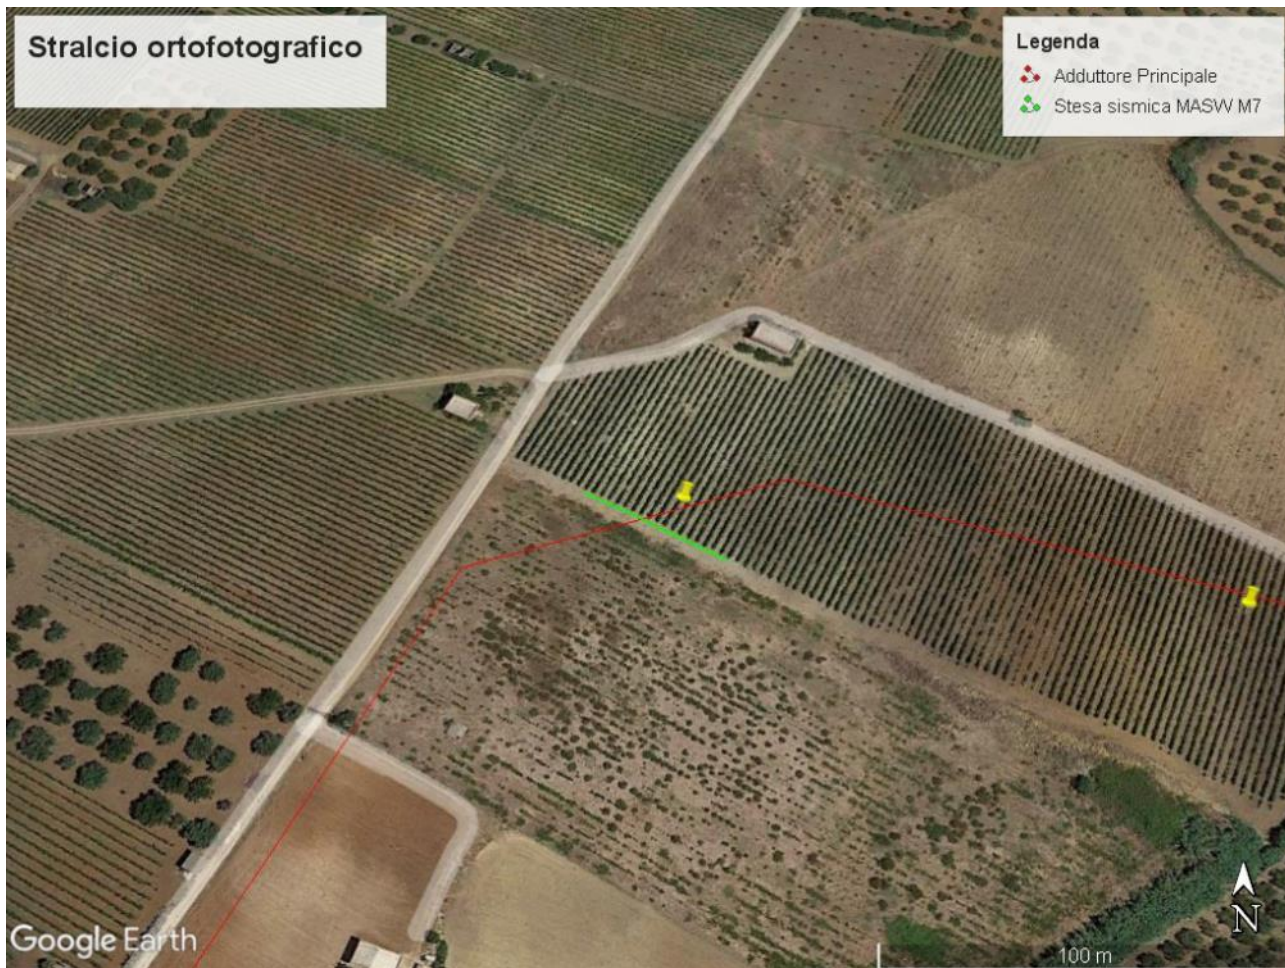 Stralcio ortofotografico
Legenda
Adduttore Principale
Stesa sismica MASW M7
Google Earth
N
100 m